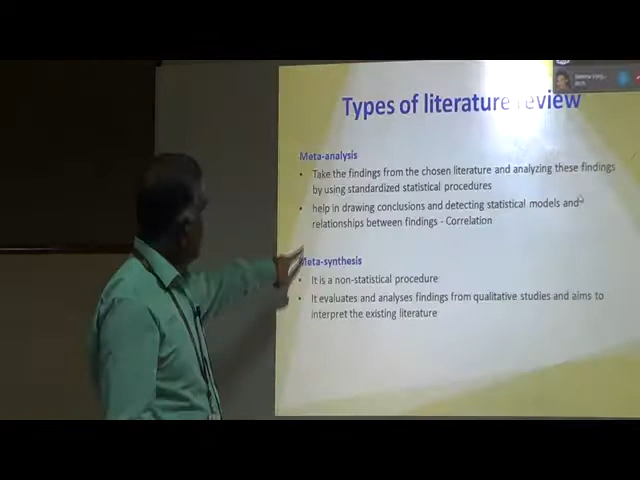 Types of literature review
Meta-analysis
• Take the findings from the chosen literature and analyzing these findings
by using standardized statistical procedures
• help in drawing conclusions and detecting statistical models and
relationships between findings - Correlation
Meta-synthesis
• It is a non-statistical procedure
• It evaluates and analyses findings from qualitative studies and aims to
interpret the existing literature